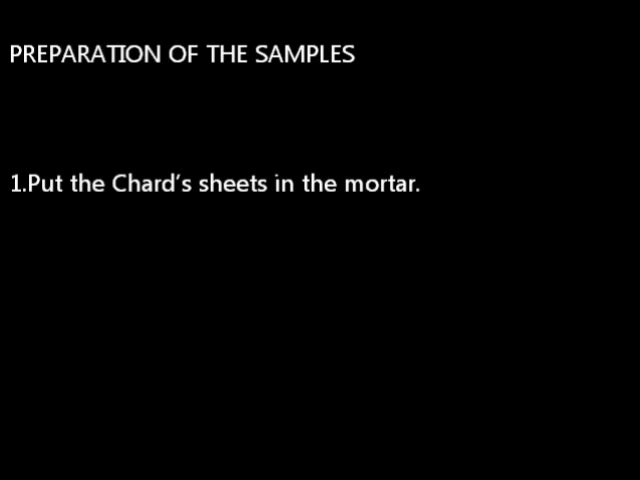 PREPARATION OF THE SAMPLES
1.Put the Chard's sheets in the mortar.